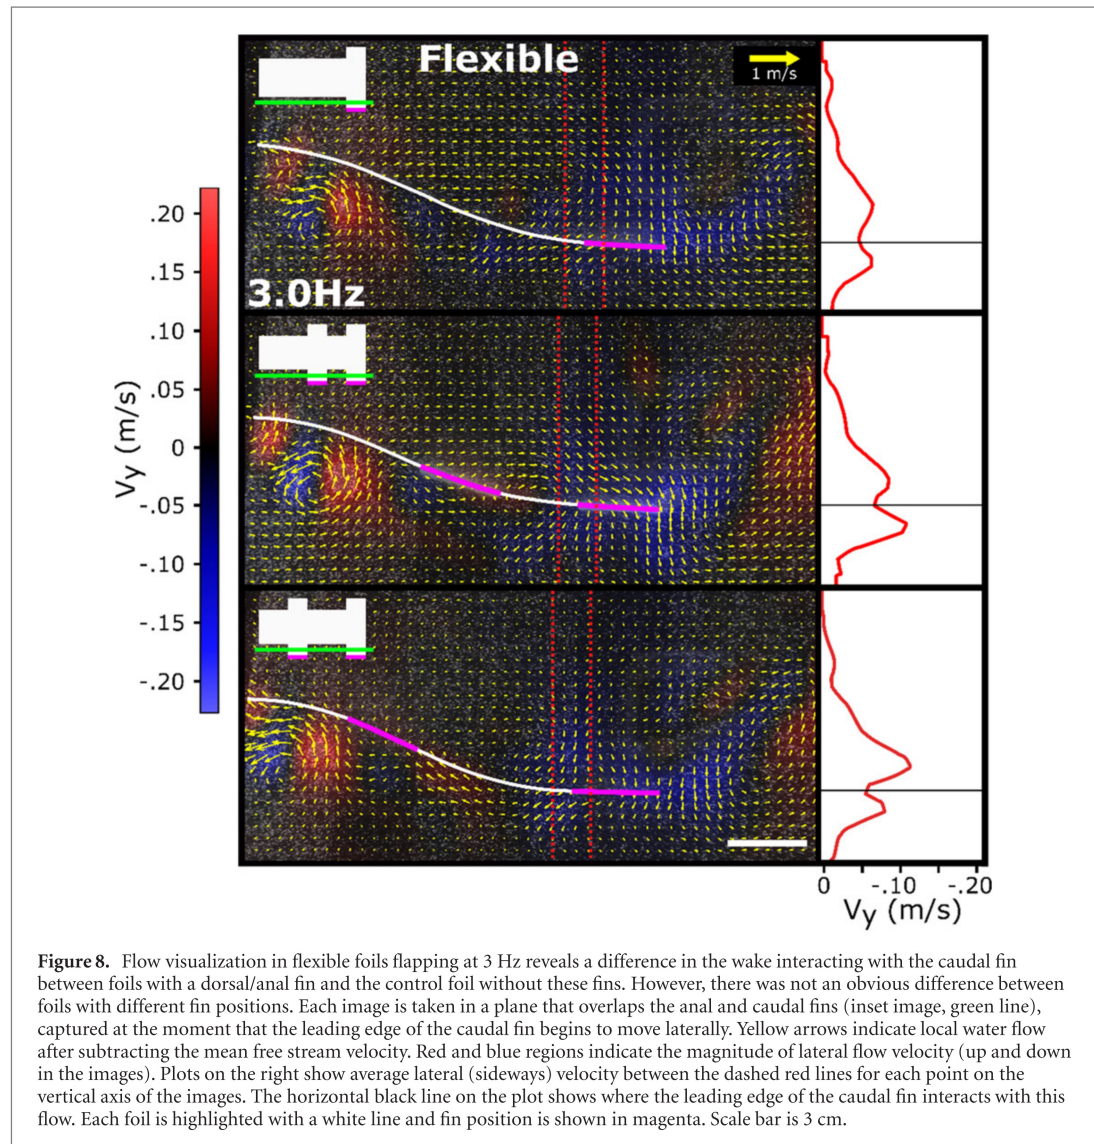 Flexible
1 m/s
3.0Hz
.20
.15
.10
.05
0
-.05
-.10
-.15
-.20
Vy (m/s)
0 -.10 -.20
Vy (m/s)
Figure 8. Flow visualization in flexible foils flapping at 3 Hz reveals a difference in the wake interacting with the caudal fin
between foils with a dorsal/anal fin and the control foil without these fins. However, there was not an obvious difference between
foils with different fin positions. Each image is taken in a plane that overlaps the anal and caudal fins (inset image, green line),
captured at the moment that the leading edge of the caudal fin begins to move laterally. Yellow arrows indicate local water flow
after subtracting the mean free stream velocity. Red and blue regions indicate the magnitude of lateral flow velocity (up and down
in the images). Plots on the right show average lateral (sideways) velocity between the dashed red lines for each point on the
vertical axis of the images. The horizontal black line on the plot shows where the leading edge of the caudal fin interacts with this
flow. Each foil is highlighted with a white line and fin position is shown in magenta. Scale bar is 3 cm.